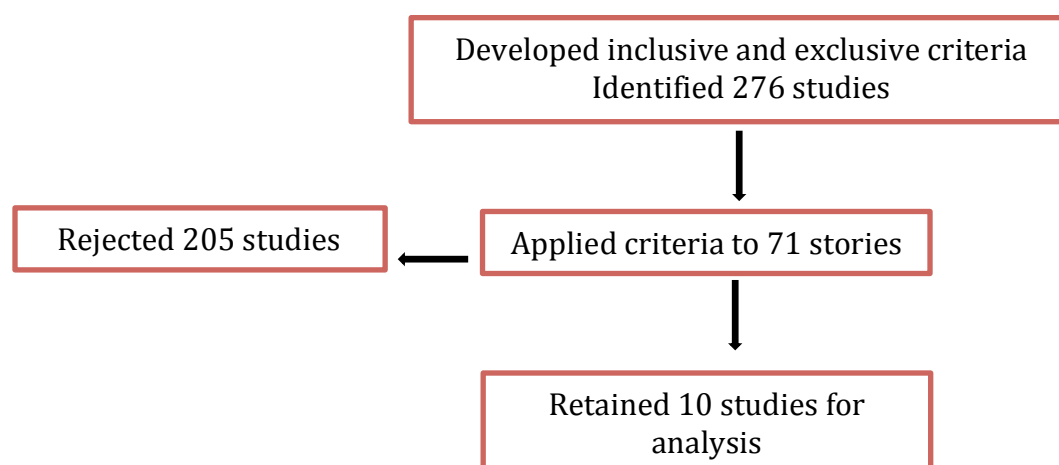 Developed inclusive and exclusive criteria
Identified 276 studies
Rejected 205 studies
Applied criteria to 71 stories
Retained 10 studies for
analysis